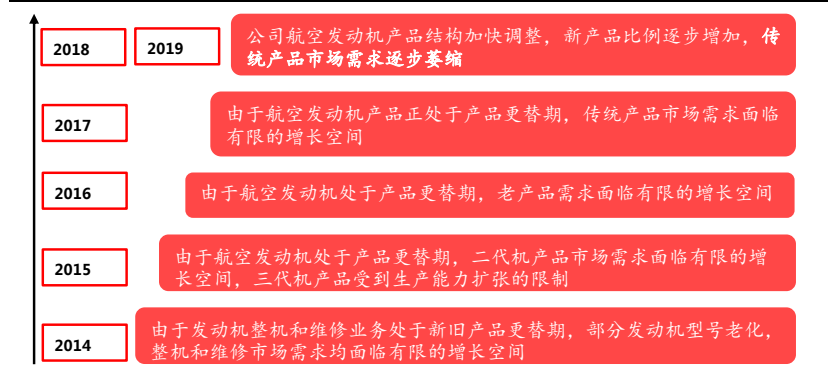 2018
2019
公司航空发动机产品结构加快调整，新产品比例逐步增加，传
统产品市场需求逐步萎缩
2017
由于航空发动机产品正处于产品更替期，传统产品市场需求面临
有限的增长空间
2016
由于航空发动机处于产品更替期，老产品需求面临有限的增长空间
2015
由于航空发动机处于产品更替期，二代机产品市场需求面临有限的增
长空间，三代机产品受到生产能力扩张的限制
2014
由于发动机整机和维修业务处于新旧产品更替期，部分发动机型号老化，
整机和维修市场需求均面临有限的增长空间